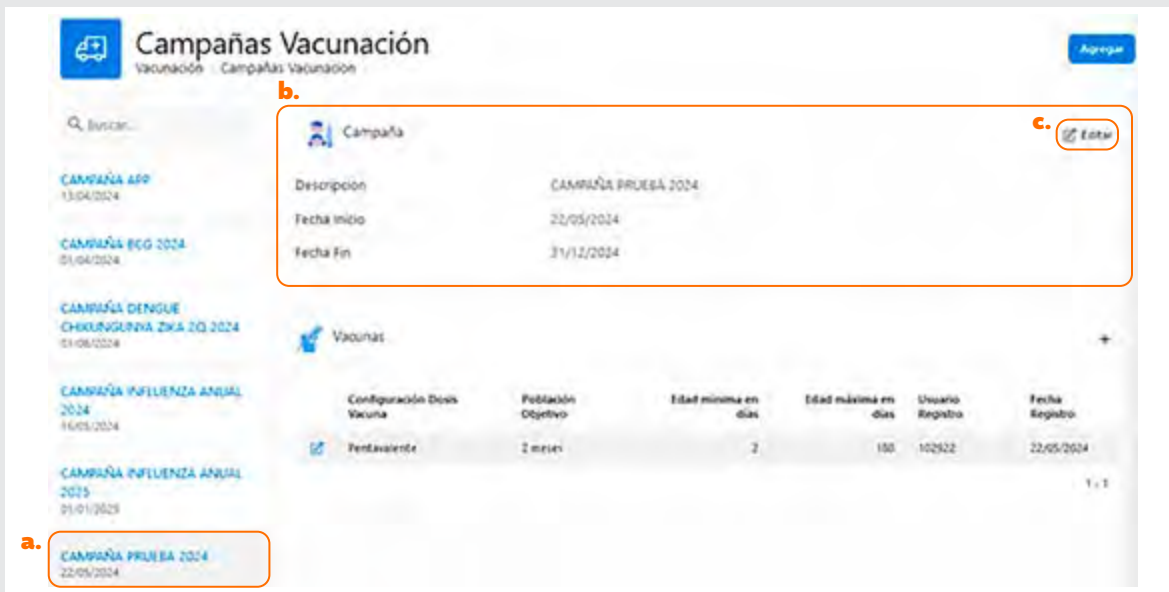 Campañas Vacunación
Vacunación Campañas Vacunación
Agregar
Buscar...
CAMPAÑA APP
13/04/2024
CAMPAÑA BCG 2024
01/04/2024
CAMPAÑA DENGUE
CHIKUNGUNYA ZIKA ZQ 2024
01/08/2024
CAMPAÑA INFLUENZA ANUAL
2024
16/05/2024
CAMPAÑA INFLUENZA ANUAL
2025
01/01/2025
a.
CAMPAÑA PRUEBA 2024
22/05/2024
b.
Campaña
c.
Editar
Descripción CAMPAÑA PRUEBA 2024
Fecha Inicio 22/05/2024
Fecha Fin 31/12/2024
Vacunas +
Configuración Dosis Vacuna Población Objetivo Edad mínima en días Edad máxima en días Usuario Registro Fecha Registro
Pentavalente 2 meses 2 180 102922 22/05/2024
1 - 1